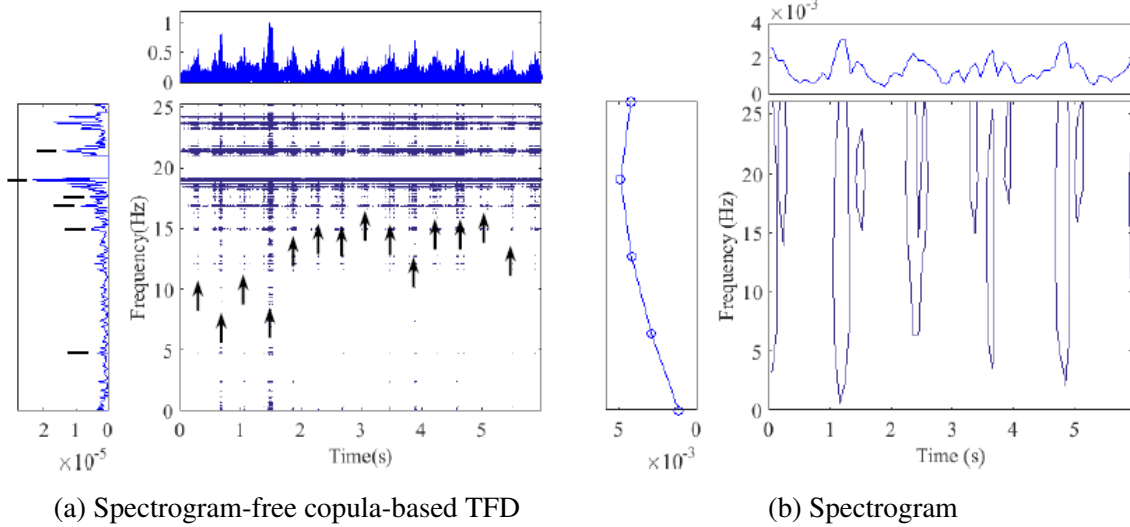 1
0.5
0
25
20
15
10
5
0
Frequency(Hz)
2 1 0
×10⁻⁵
0 1 2 3 4 5
Time(s)
(a) Spectrogram-free copula-based TFD
×10⁻³
4
2
0
25
20
15
10
5
0
Frequency (Hz)
5 0
×10⁻³
0 1 2 3 4 5
Time (s)
(b) Spectrogram